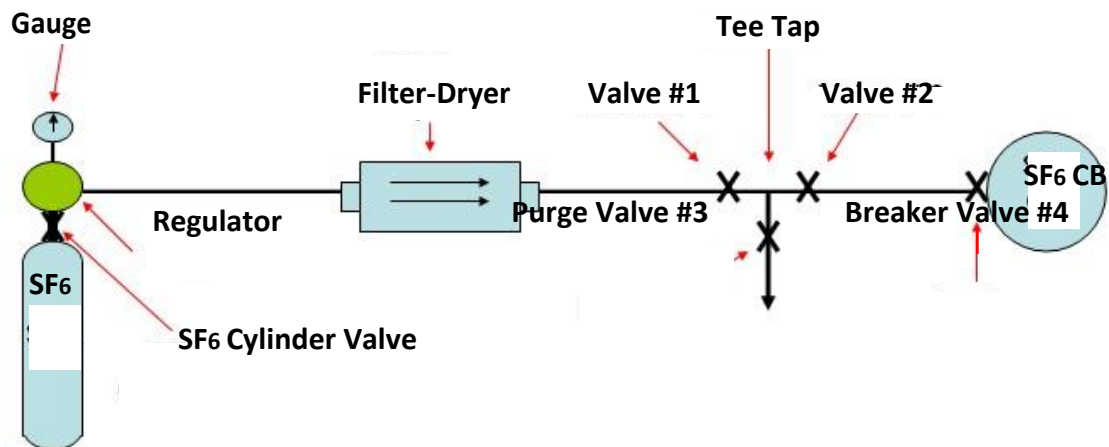 Gauge
Tee Tap
Filter-Dryer
Valve #1
Valve #2
SF6 CB
Regulator
Purge Valve #3
Breaker Valve #4
SF6
SF6 Cylinder Valve